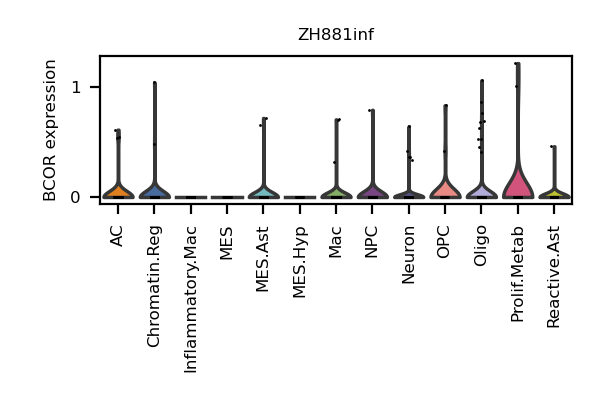 ZH881inf
BCOR expression
1
0
AC
Chromatin.Reg
Inflammatory.Mac
MES
MES.Ast
MES.Hyp
Mac
NPC
Neuron
OPC
Oligo
Prolif.Metab
Reactive.Ast